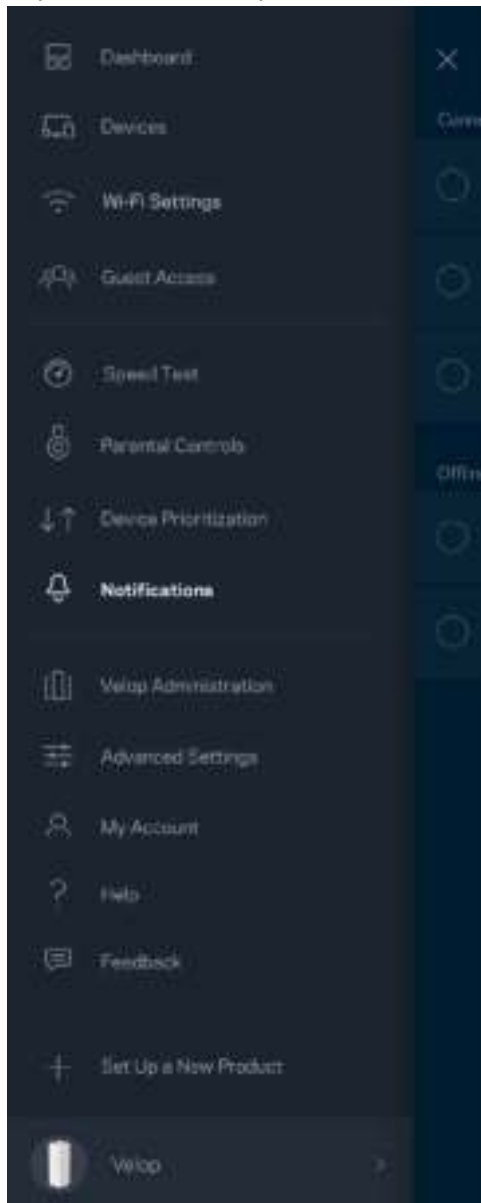 Dashboard
Devices
Wi-Fi Settings
Guest Access
Speed Test
Parental Controls
Device Prioritization
Notifications
Velop Administration
Advanced Settings
My Account
Help
Feedback
Set Up a New Product
Velop